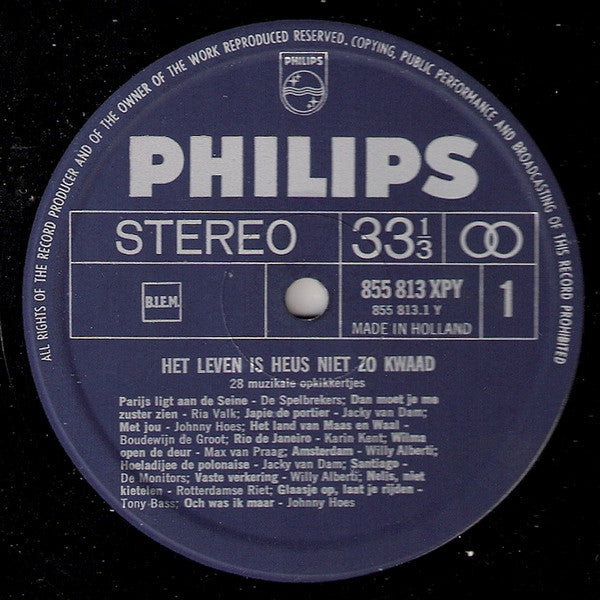 ALL RIGHTS OF THE RECORD PRODUCER AND OF THE OWNER OF THE WORK REPRODUCED RESERVED. COPYING, PUBLIC PERFORMANCE AND BROADCASTING OF THIS RECORD PROHIBITED
PHILIPS
PHILIPS
STEREO 33 1/3
B.I.E.M. 855 813 XPY 1
855 813.1 Y
MADE IN HOLLAND
HET LEVEN IS HEUS NIET ZO KWAAD
28 muzikale opkikkertjes
Parijs ligt aan de Seine - De Spelbrekers; Dan moet je me
zuster zien - Ria Valk; Japie de portier - Jacky van Dam;
Met jou - Johnny Hoes; Het land van Maas en Waal -
Boudewijn de Groot; Rio de Janeiro - Karin Kent; Wilma
open de deur - Max van Praag; Amsterdam - Willy Alberti;
Hoeladijee de polonaise - Jacky van Dam; Santiago -
De Monitors; Vaste verkering - Willy Alberti; Nelis, niet
kietelen - Rotterdamse Riet; Glaasje op, laat je rijden -
Tony Bass; Och was ik maar - Johnny Hoes